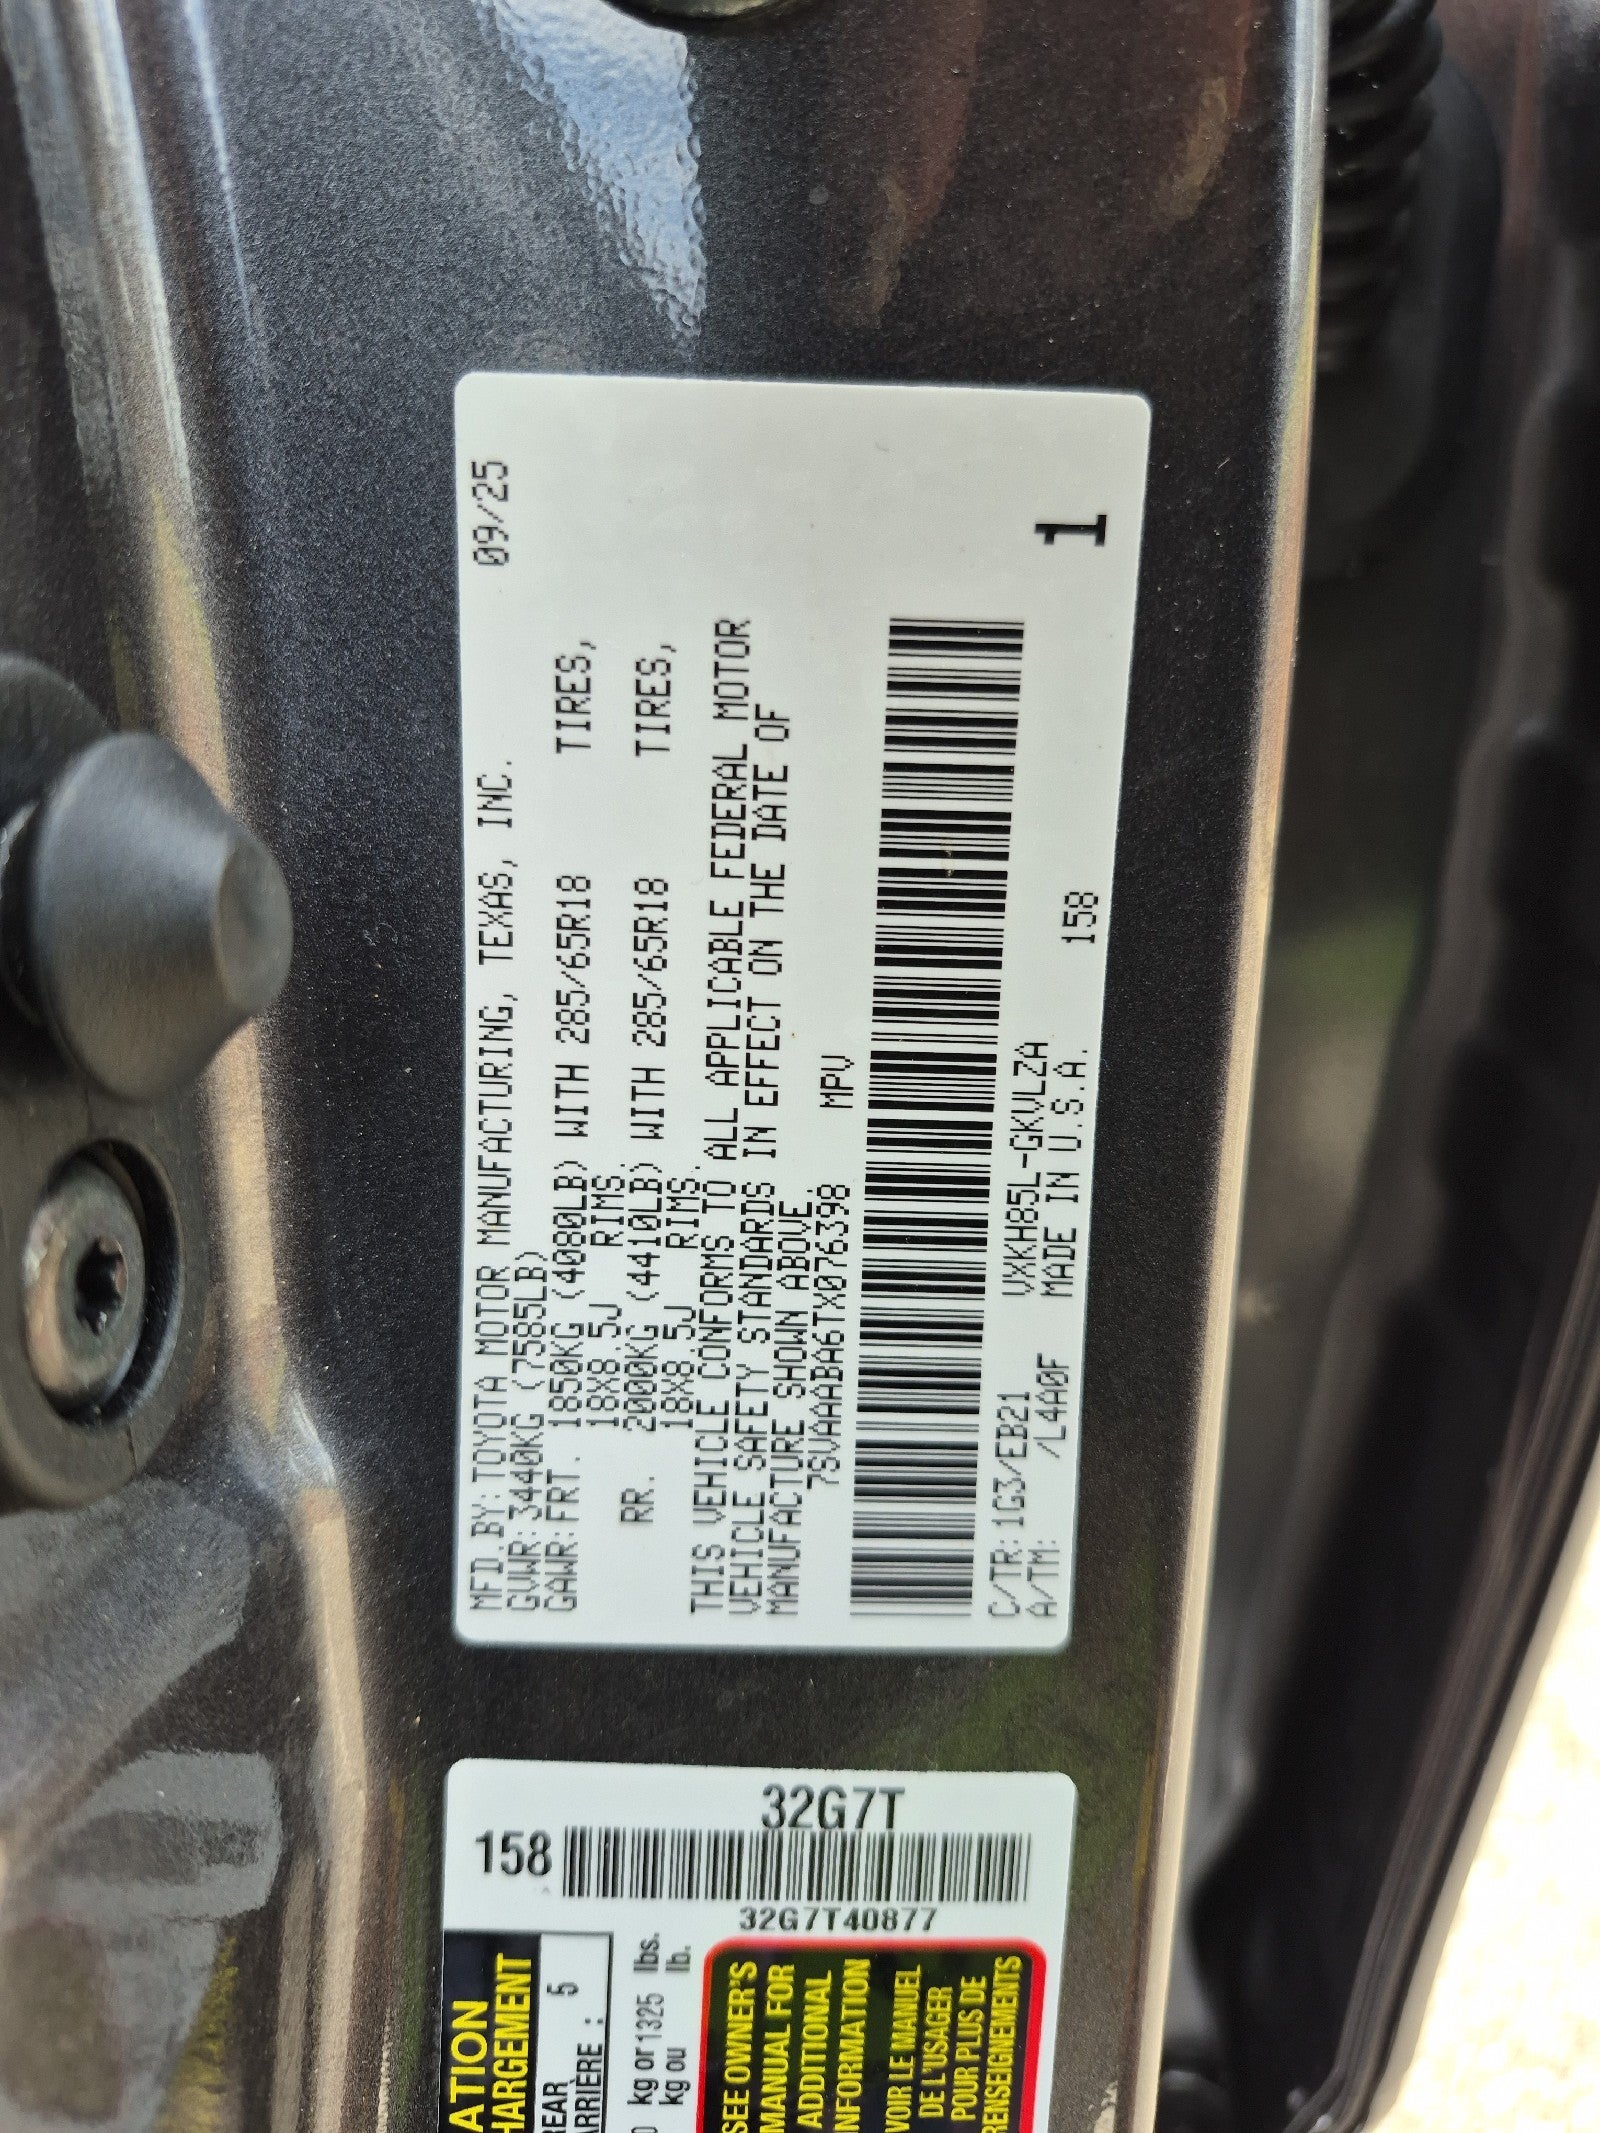 MFD.BY:TOYOTA MOTOR MANUFACTURING, TEXAS, INC. 09/25
GVWR:3440KG (7585LB)
GAWR:FRT. 1850KG (4080LB) WITH 285/65R18 TIRES,
18X8.5J RIMS,
RR. 2000KG (4410LB) WITH 285/65R18 TIRES,
18X8.5J RIMS.
THIS VEHICLE CONFORMS TO ALL APPLICABLE FEDERAL MOTOR
VEHICLE SAFETY STANDARDS IN EFFECT ON THE DATE OF
MANUFACTURE SHOWN ABOVE.
7SVAAABA6TX076398 MPV
C/TR:1G3/EB21 VXKH85L-GKVLZA 158 1
A/TM: /L4A0F MADE IN U.S.A.
158 32G7T
32G7T40877
REAR 5
ARRIÈRE :
kg or 1325 lbs.
kg ou lb.
SEE OWNER'S
MANUAL FOR
ADDITIONAL
INFORMATION
VOIR LE MANUEL
DE L'USAGER
POUR PLUS DE
RENSEIGNEMENTS